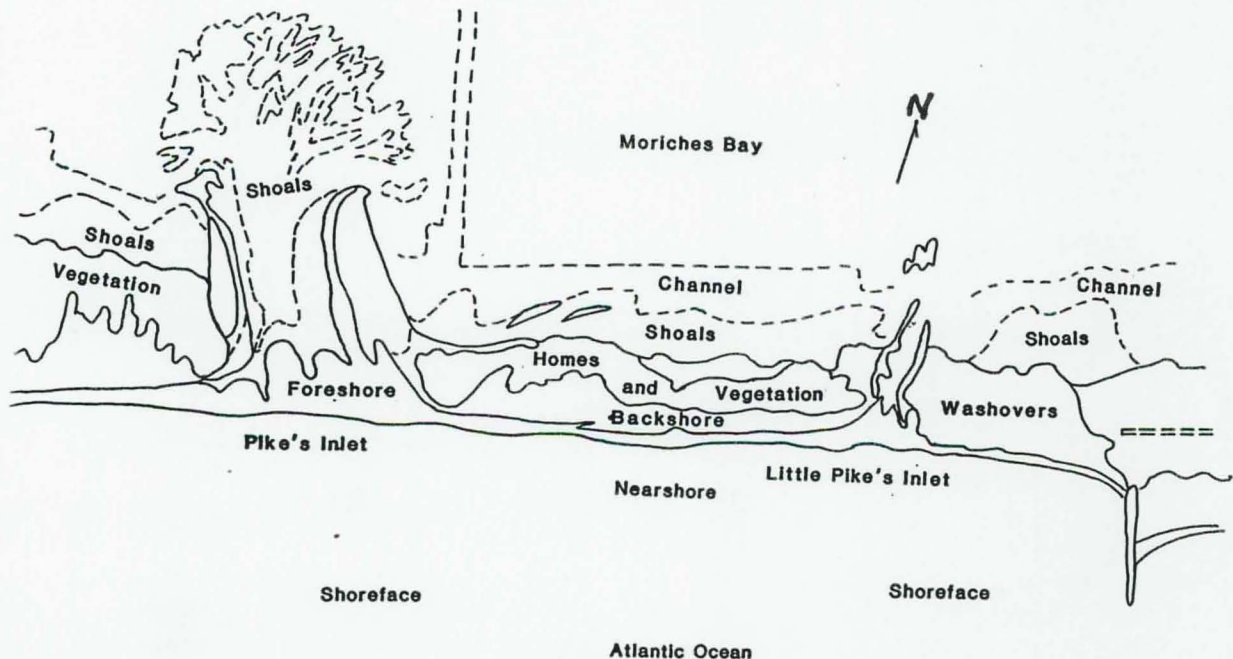 N
Moriches Bay
Shoals
Shoals
Vegetation
Channel
Channel
Shoals
Shoals
Homes
and
Vegetation
Foreshore
Backshore
Washovers
Pike's Inlet
Little Pike's Inlet
Nearshore
Shoreface
Shoreface
Atlantic Ocean